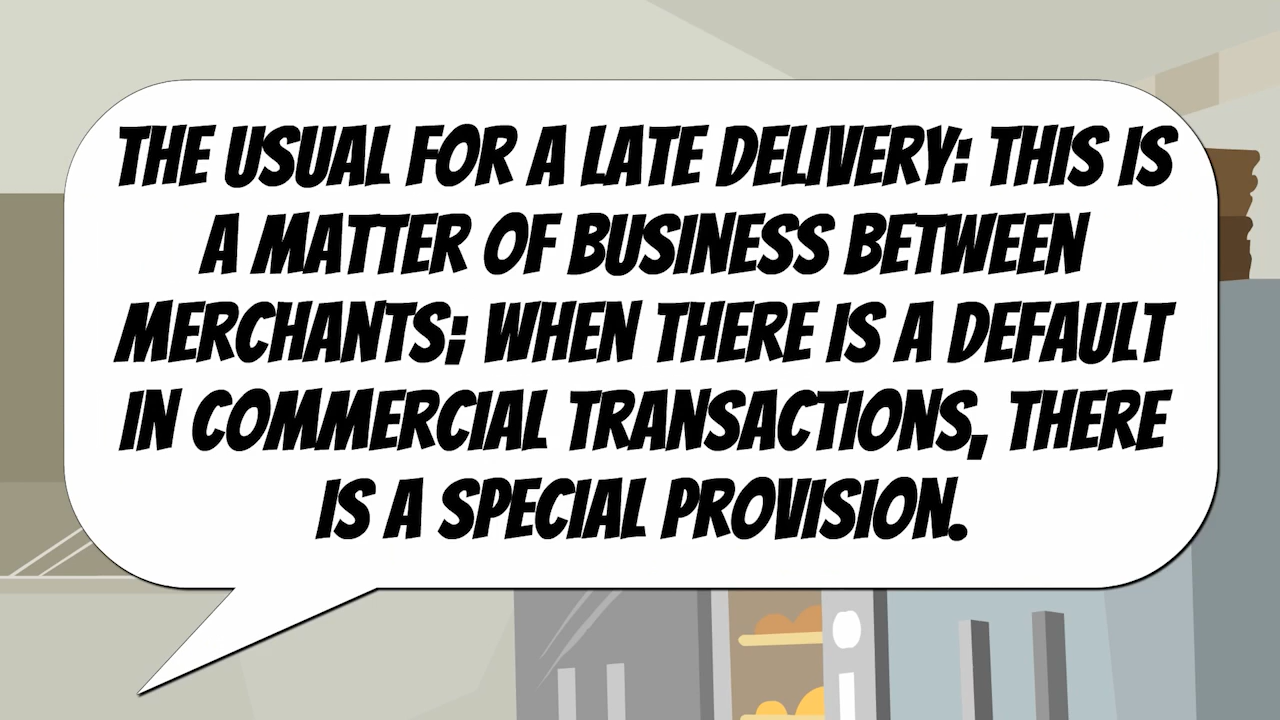 THE USUAL FOR A LATE DELIVERY: THIS IS
A MATTER OF BUSINESS BETWEEN
MERCHANTS; WHEN THERE IS A DEFAULT
IN COMMERCIAL TRANSACTIONS, THERE
IS A SPECIAL PROVISION.